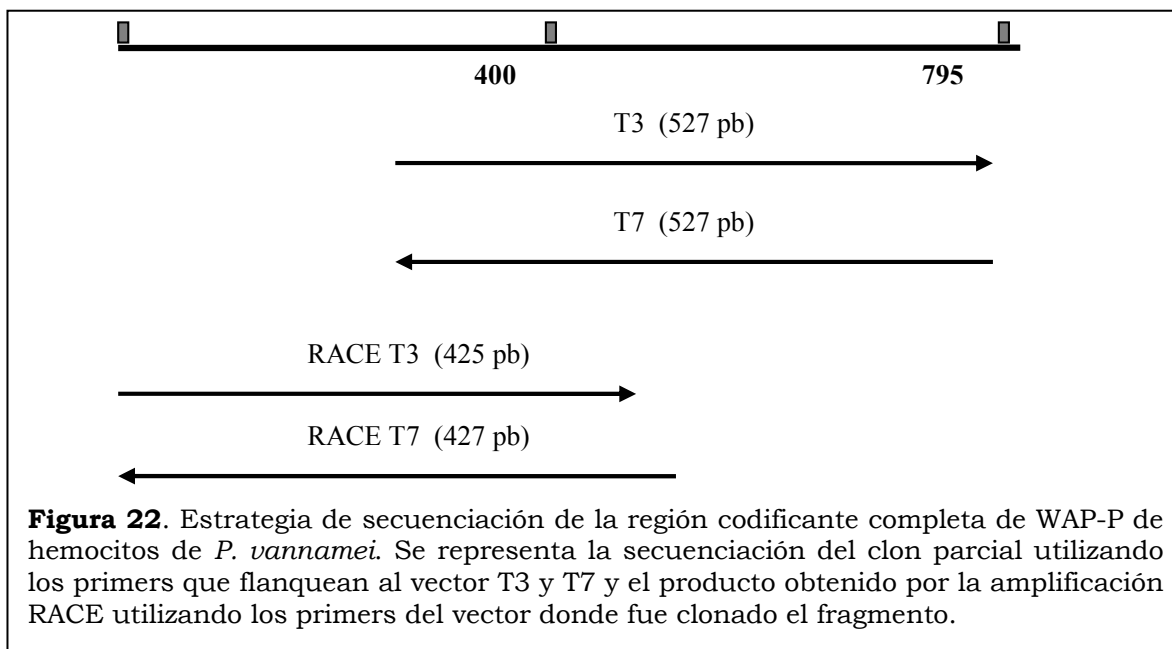 400 795
T3 (527 pb)
T7 (527 pb)
RACE T3 (425 pb)
RACE T7 (427 pb)
Figura 22. Estrategia de secuenciación de la región codificante completa de WAP-P de
hemocitos de P. vannamei. Se representa la secuenciación del clon parcial utilizando
los primers que flanquean al vector T3 y T7 y el producto obtenido por la amplificación
RACE utilizando los primers del vector donde fue clonado el fragmento.